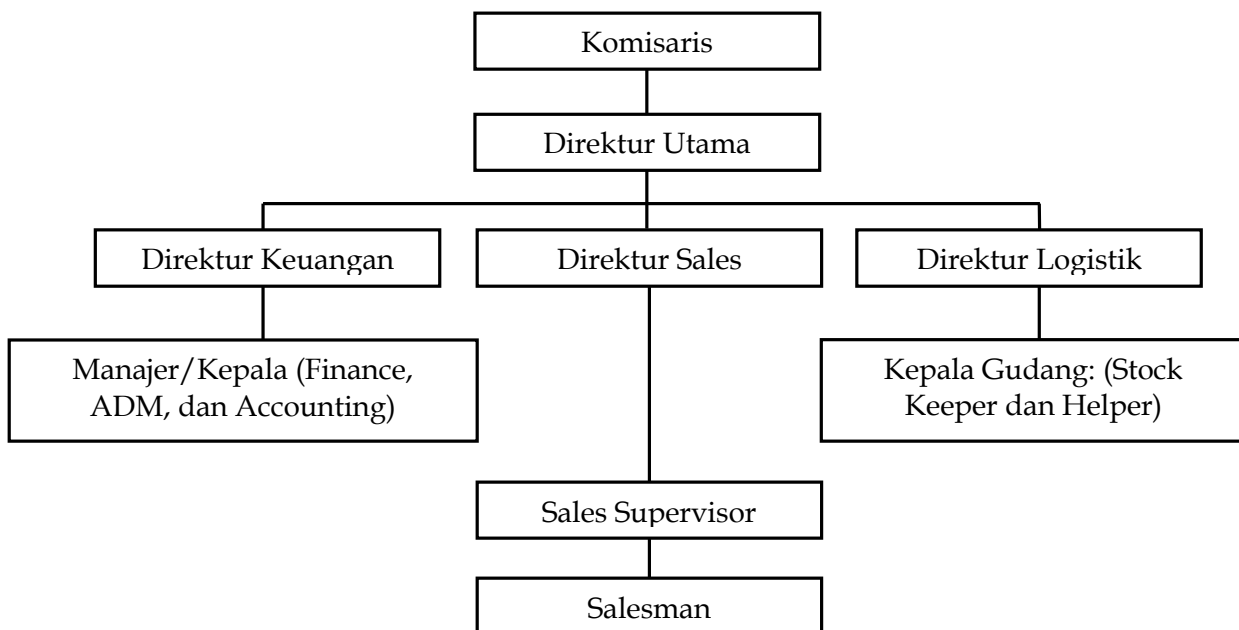 Komisaris
Direktur Utama
Direktur Keuangan
Direktur Sales
Direktur Logistik
Manajer/Kepala (Finance,
ADM, dan Accounting)
Kepala Gudang: (Stock
Keeper dan Helper)
Sales Supervisor
Salesman